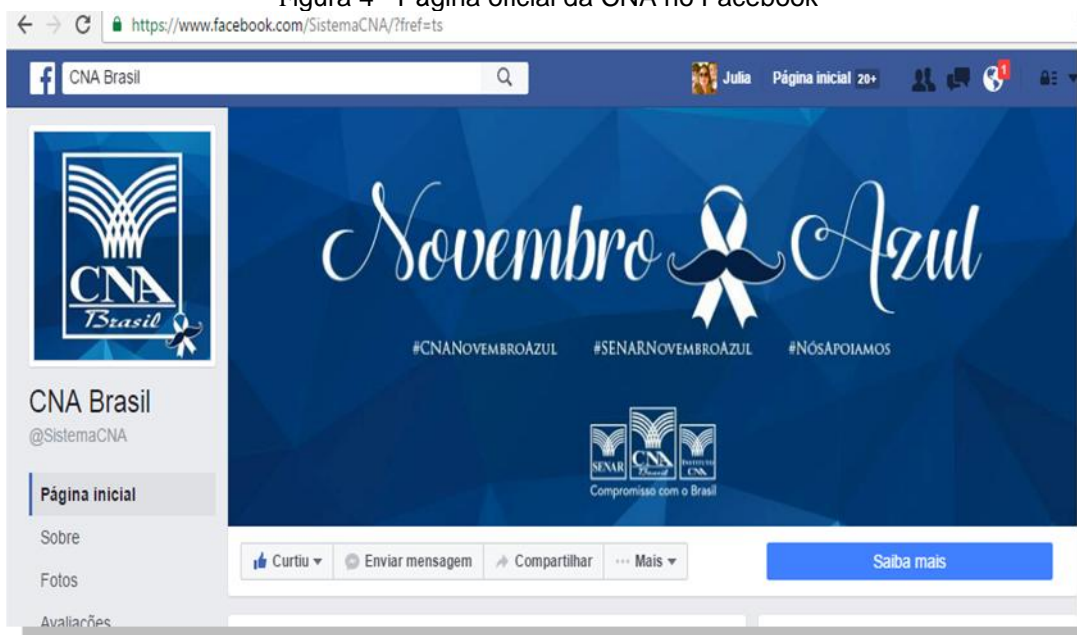 Figura 4 - Página oficial da CNA no Facebook
https://www.facebook.com/SistemaCNA/?fref=ts
CNA Brasil
Julia
Página inicial 20+
1
CNA
Brasil
Novembro Azul
#CNANovembroAzul #SENARNovembroAzul #NósApoiamos
SENAR
CNA
Brasil
Instituto
CNA
Compromisso com o Brasil
CNA Brasil
@SistemaCNA
Página inicial
Sobre
Fotos
Avaliações
Curtiu
Enviar mensagem
Compartilhar
Mais
Saiba mais